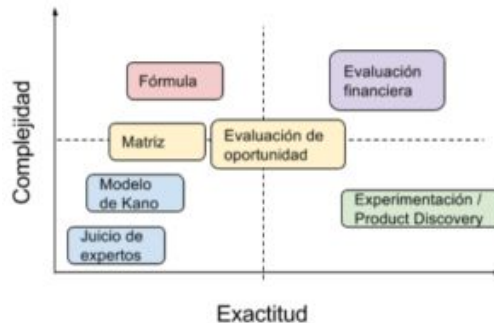 Complejidad
Fórmula
Evaluación
financiera
Matriz
Evaluación de
oportunidad
Modelo
de Kano
Experimentación /
Product Discovery
Juicio de
expertos
Exactitud